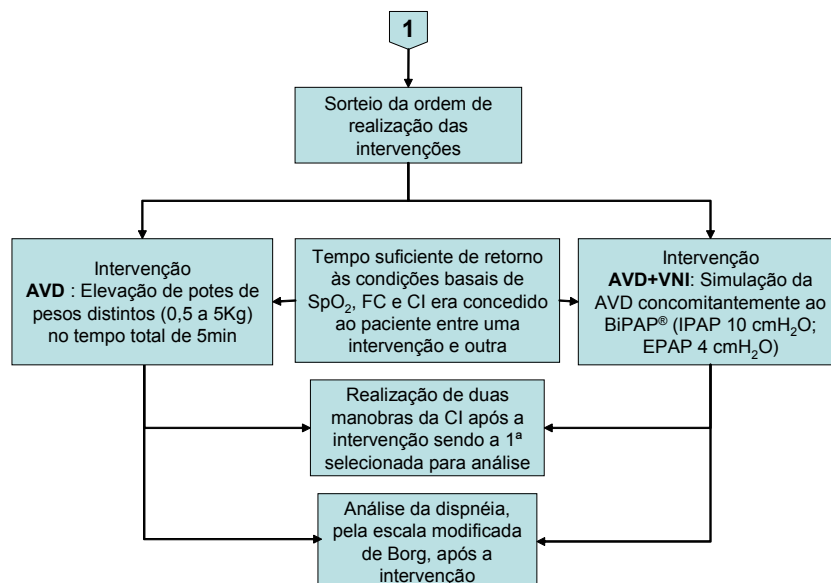 1
Sorteio da ordem de
realização das
intervenções
Intervenção
AVD : Elevação de potes de
pesos distintos (0,5 a 5Kg)
no tempo total de 5min
Tempo suficiente de retorno
às condições basais de
SpO₂, FC e CI era concedido
ao paciente entre uma
intervenção e outra
Intervenção
AVD+VNI: Simulação da
AVD concomitantemente ao
BiPAP® (IPAP 10 cmH₂O;
EPAP 4 cmH₂O)
Realização de duas
manobras da CI após a
intervenção sendo a 1ª
selecionada para análise
Análise da dispnéia,
pela escala modificada
de Borg, após a
intervenção